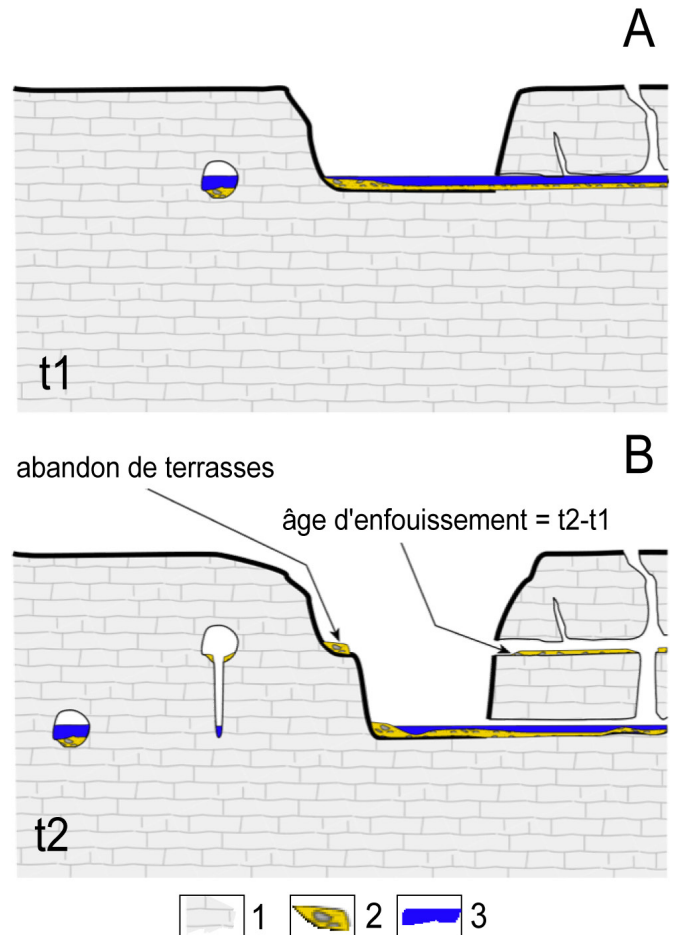 A
t1
B
abandon de terrasses
âge d'enfouissement = t2-t1
t2
1 2 3